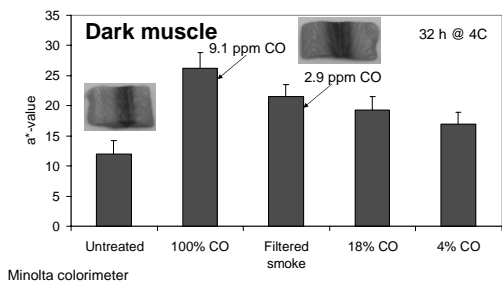 Dark muscle
32 h @ 4C
9.1 ppm CO
2.9 ppm CO
a*-value
35
30
25
20
15
10
5
0
Untreated
100% CO
Filtered
smoke
18% CO
4% CO
Minolta colorimeter